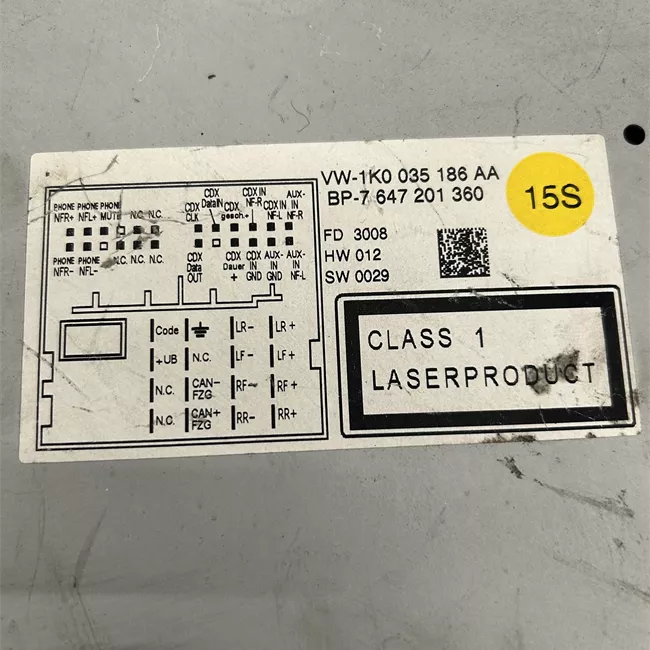 VW-1K0 035 186 AA
BP-7 647 201 360
15S
FD 3008
HW 012
SW 0029
CLASS 1
LASERPRODUCT
PHONE PHONE PHONE
NFR+ NFL+ MUTE N.C. N.C.
PHONE PHONE N.C. N.C. N.C.
NFR- NFL-
CDX CLK
CDX DataIN
CDX gesch.+
CDX IN NF-R
AUX-IN NF-R
CDX Data OUT
CDX Dauer +
CDX IN GND
CDX IN NF-L
AUX-GND
AUX-IN NF-L
Code LR- LR+
+UB N.C. LF- LF+
N.C. CAN- FZG RF- RF+
N.C. CAN+ FZG RR- RR+